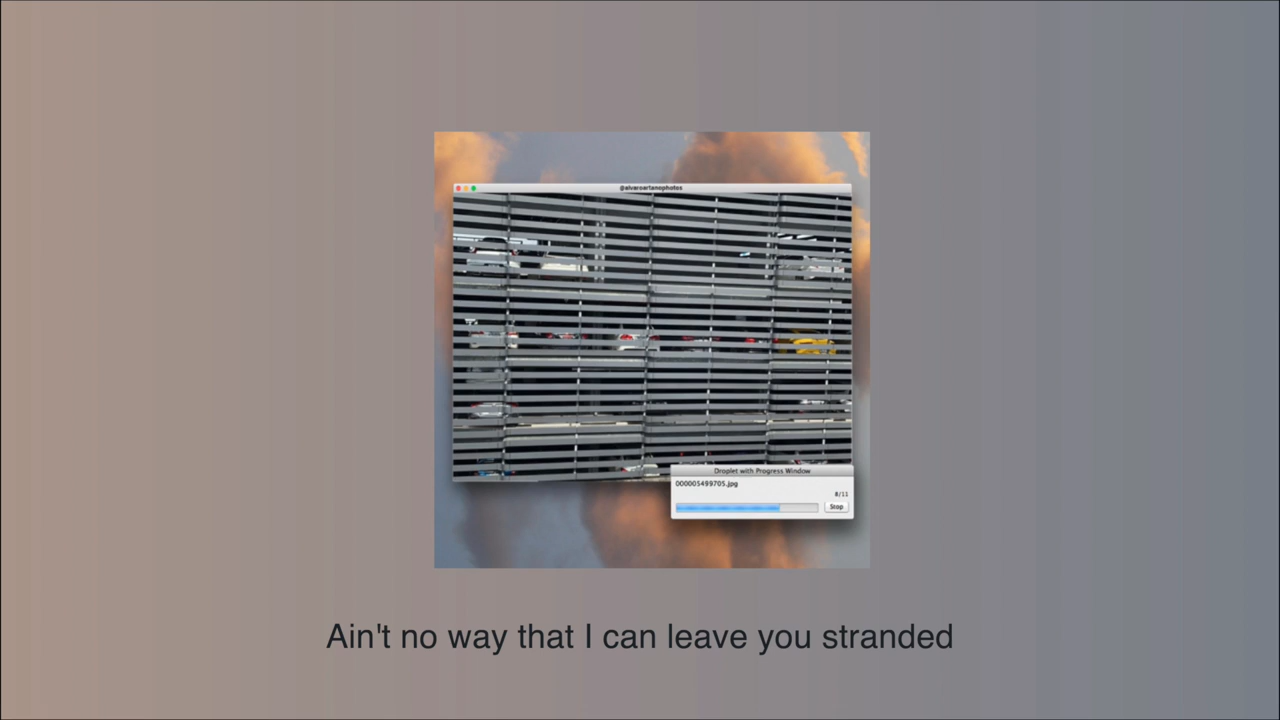 @alvaroartanophotos
Droplet with Progress Window
000005499705.jpg
8/11
Stop
Ain't no way that I can leave you stranded